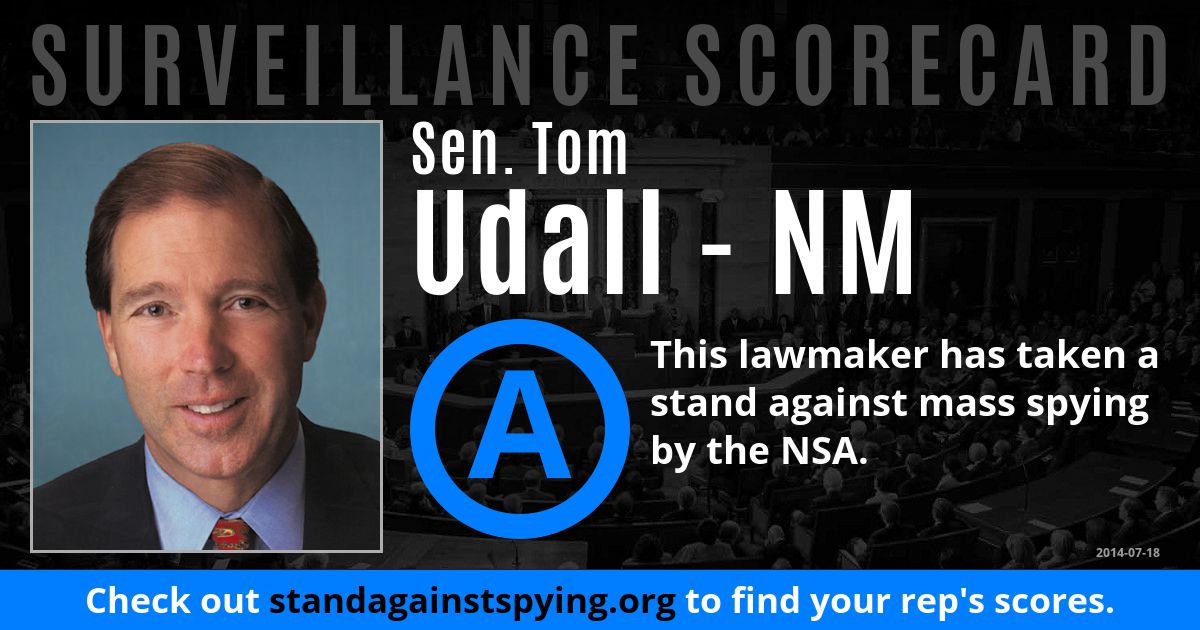 SURVEILLANCE SCORECARD
Sen. Tom
Udall - NM
A
This lawmaker has taken a
stand against mass spying
by the NSA.
2014-07-18
Check out standagainstspying.org to find your rep's scores.